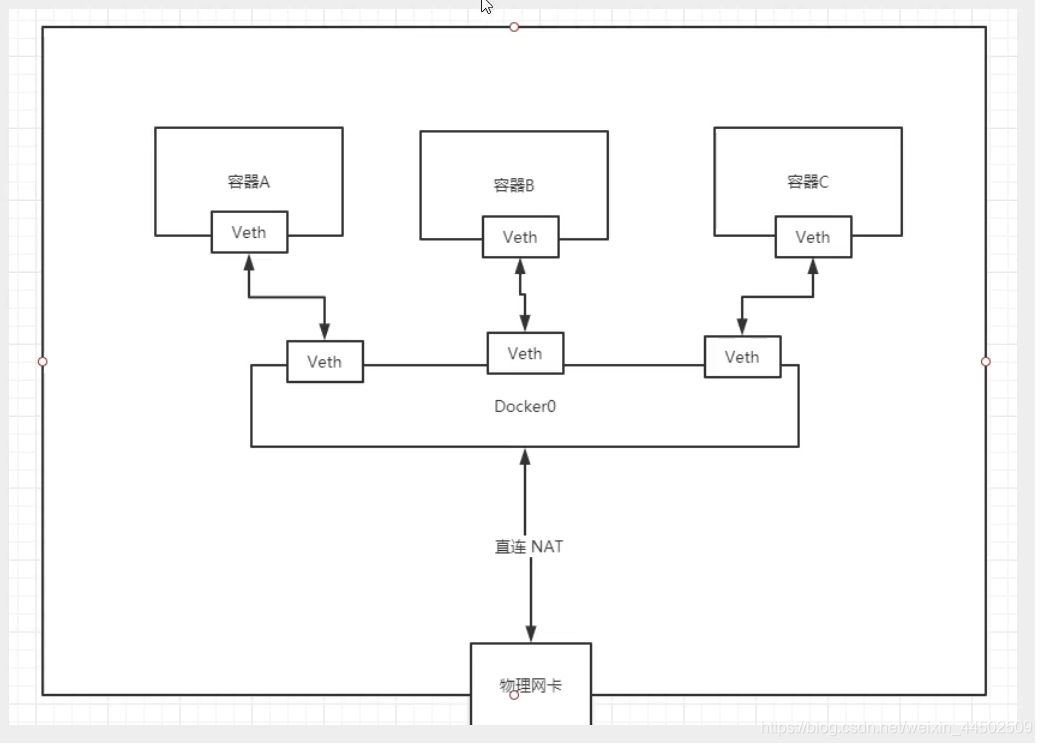 容器A
容器B
容器C
Veth
Veth
Veth
Veth
Veth
Veth
Docker0
直连 NAT
物理网卡
https://blog.csdn.net/weixin_44502509